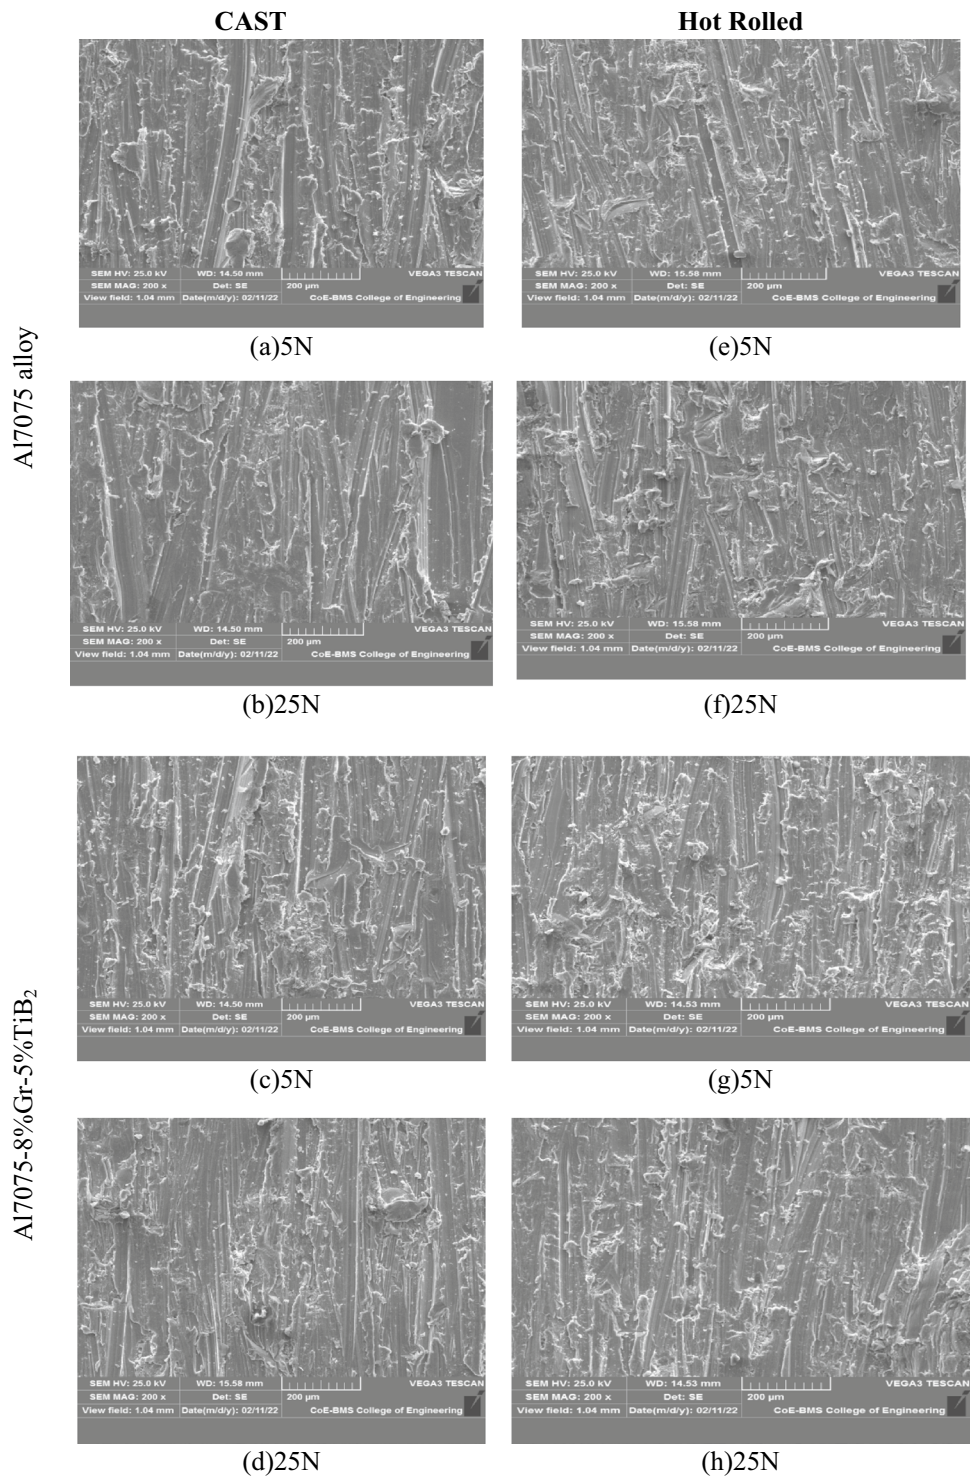 CAST
Hot Rolled
Al7075 alloy
SEM HV: 25.0 kV WD: 14.50 mm VEGA3 TESCAN
SEM MAG: 200 x Det: SE 200 µm
View field: 1.04 mm Date(m/d/y): 02/11/22 CoE-BMS College of Engineering
(a)5N
SEM HV: 25.0 kV WD: 15.58 mm VEGA3 TESCAN
SEM MAG: 200 x Det: SE 200 µm
View field: 1.04 mm Date(m/d/y): 02/11/22 CoE-BMS College of Engineering
(e)5N
SEM HV: 25.0 kV WD: 14.50 mm VEGA3 TESCAN
SEM MAG: 200 x Det: SE 200 µm
View field: 1.04 mm Date(m/d/y): 02/11/22 CoE-BMS College of Engineering
(b)25N
SEM HV: 25.0 kV WD: 15.58 mm VEGA3 TESCAN
SEM MAG: 200 x Det: SE 200 µm
View field: 1.04 mm Date(m/d/y): 02/11/22 CoE-BMS College of Engineering
(f)25N
Al7075-8%Gr-5%TiB₂
SEM HV: 25.0 kV WD: 14.50 mm VEGA3 TESCAN
SEM MAG: 200 x Det: SE 200 µm
View field: 1.04 mm Date(m/d/y): 02/11/22 CoE-BMS College of Engineering
(c)5N
SEM HV: 25.0 kV WD: 14.53 mm VEGA3 TESCAN
SEM MAG: 200 x Det: SE 200 µm
View field: 1.04 mm Date(m/d/y): 02/11/22 CoE-BMS College of Engineering
(g)5N
SEM HV: 25.0 kV WD: 15.58 mm VEGA3 TESCAN
SEM MAG: 200 x Det: SE 200 µm
View field: 1.04 mm Date(m/d/y): 02/11/22 CoE-BMS College of Engineering
(d)25N
SEM HV: 25.0 kV WD: 14.53 mm VEGA3 TESCAN
SEM MAG: 200 x Det: SE 200 µm
View field: 1.04 mm Date(m/d/y): 02/11/22 CoE-BMS College of Engineering
(h)25N